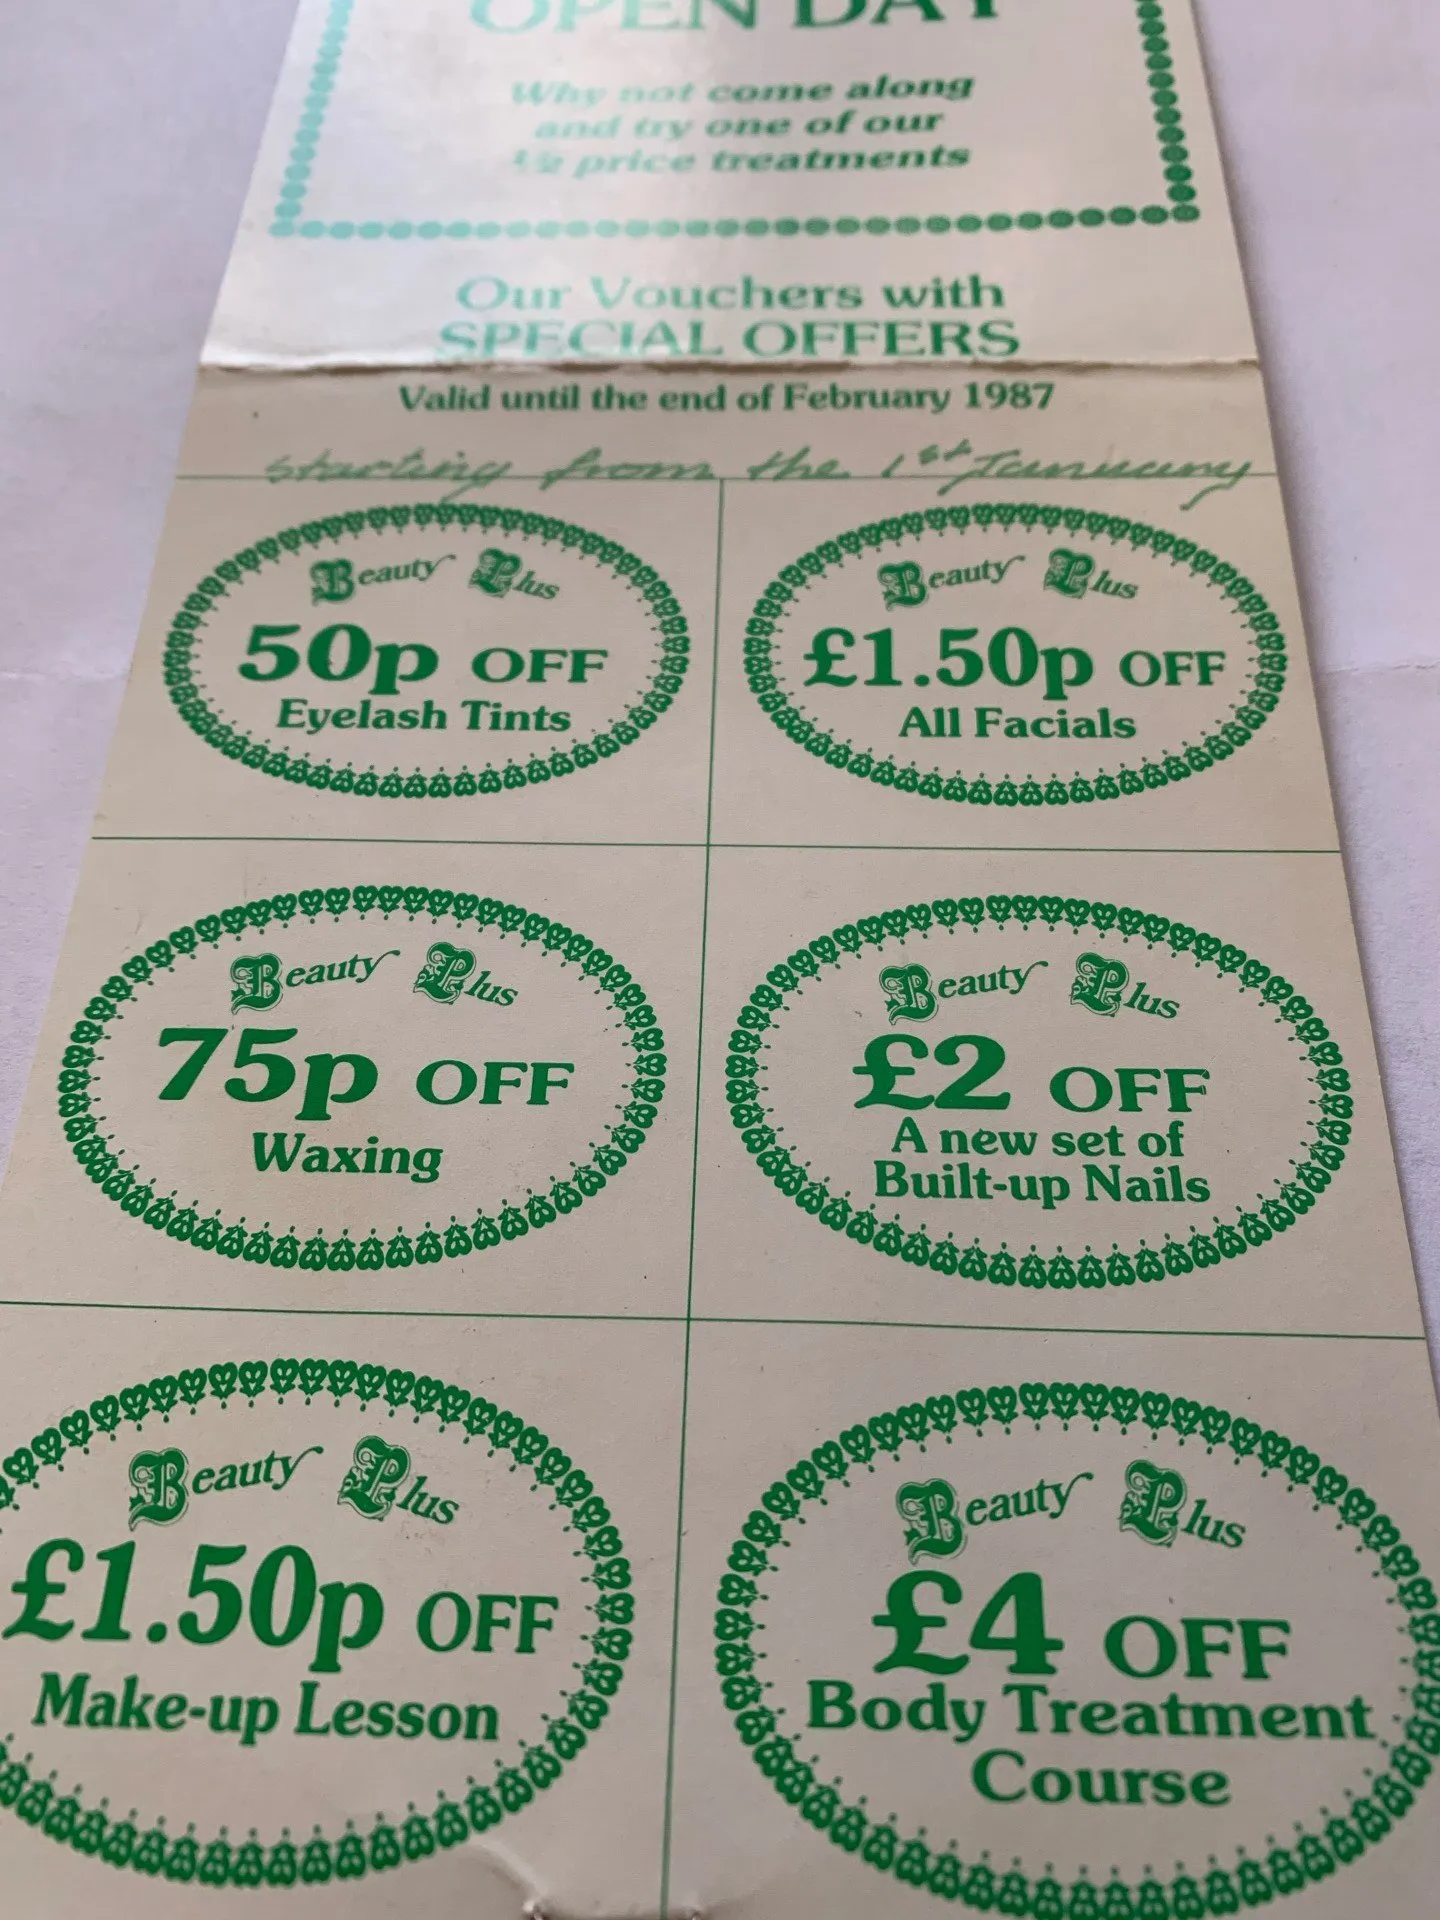 OPEN DAY
Why not come along
and try one of our
½ price treatments
Our Vouchers with
SPECIAL OFFERS
Valid until the end of February 1987
starting from the 1st January
Beauty Plus
50p OFF
Eyelash Tints
Beauty Plus
£1.50p OFF
All Facials
Beauty Plus
75p OFF
Waxing
Beauty Plus
£2 OFF
A new set of
Built-up Nails
Beauty Plus
£1.50p OFF
Make-up Lesson
Beauty Plus
£4 OFF
Body Treatment
Course